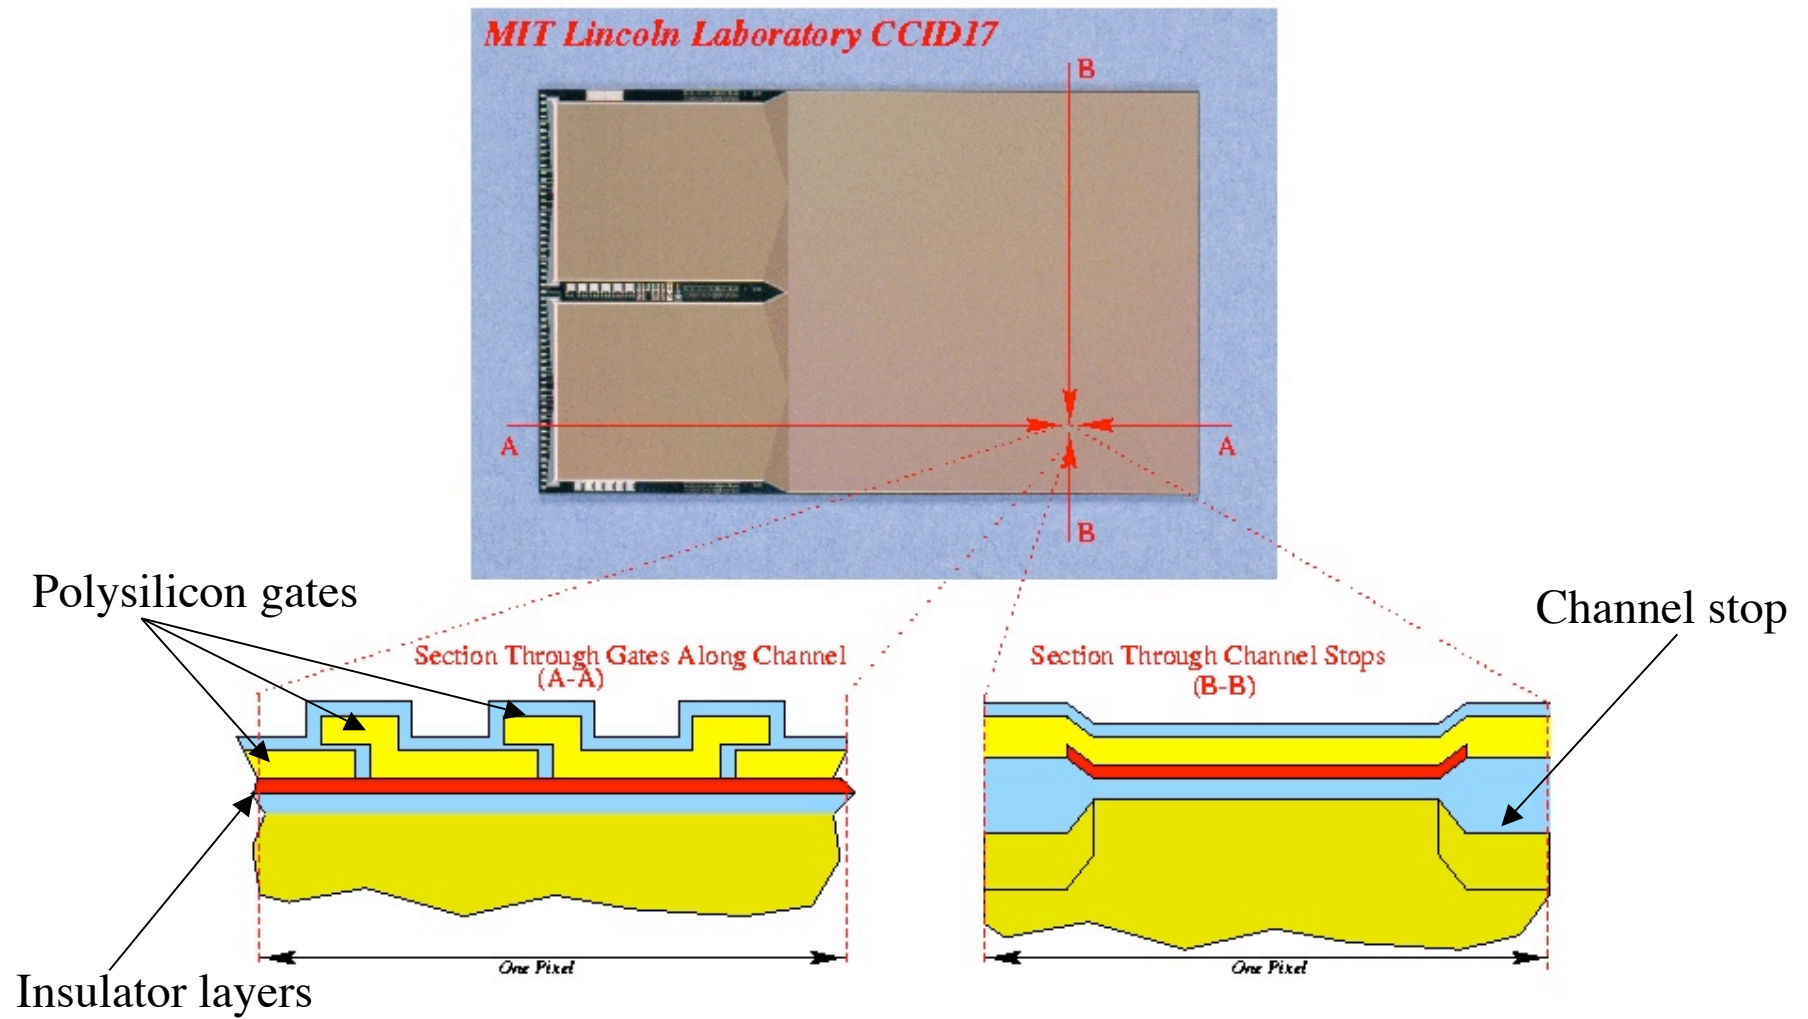 MIT Lincoln Laboratory CCID17
B
A
A
B
Polysilicon gates
Channel stop
Section Through Gates Along Channel
(A-A)
Section Through Channel Stops
(B-B)
One Pixel
One Pixel
Insulator layers